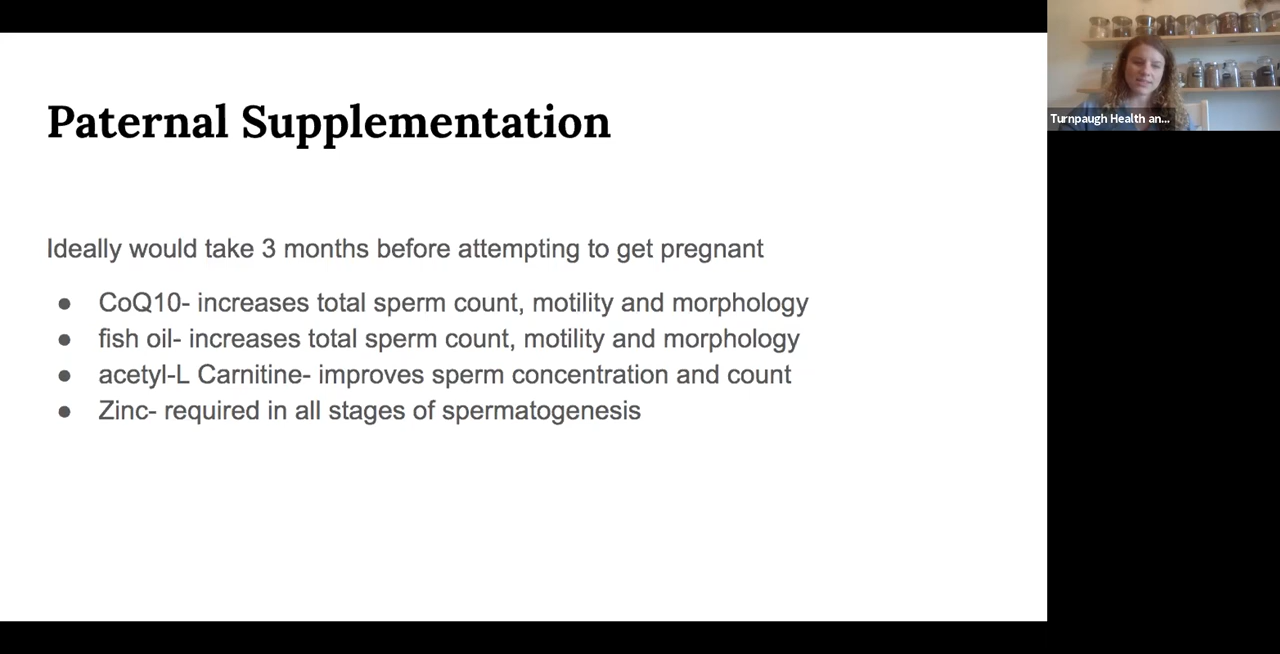 Paternal Supplementation
Ideally would take 3 months before attempting to get pregnant
● CoQ10- increases total sperm count, motility and morphology
● fish oil- increases total sperm count, motility and morphology
● acetyl-L Carnitine- improves sperm concentration and count
● Zinc- required in all stages of spermatogenesis
Turnpaugh Health an...